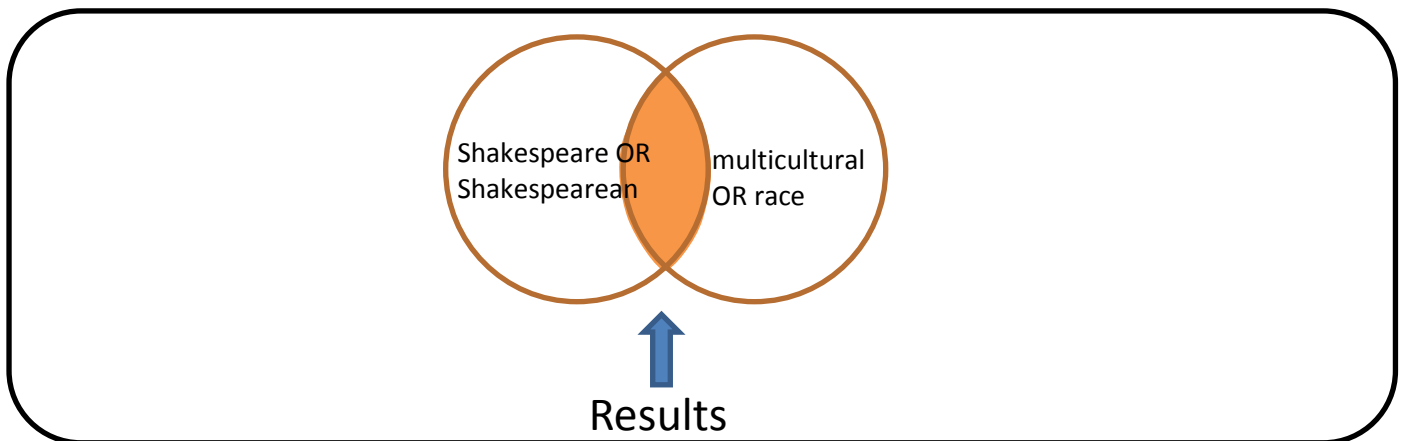 Shakespeare OR
Shakespearean
multicultural
OR race
Results